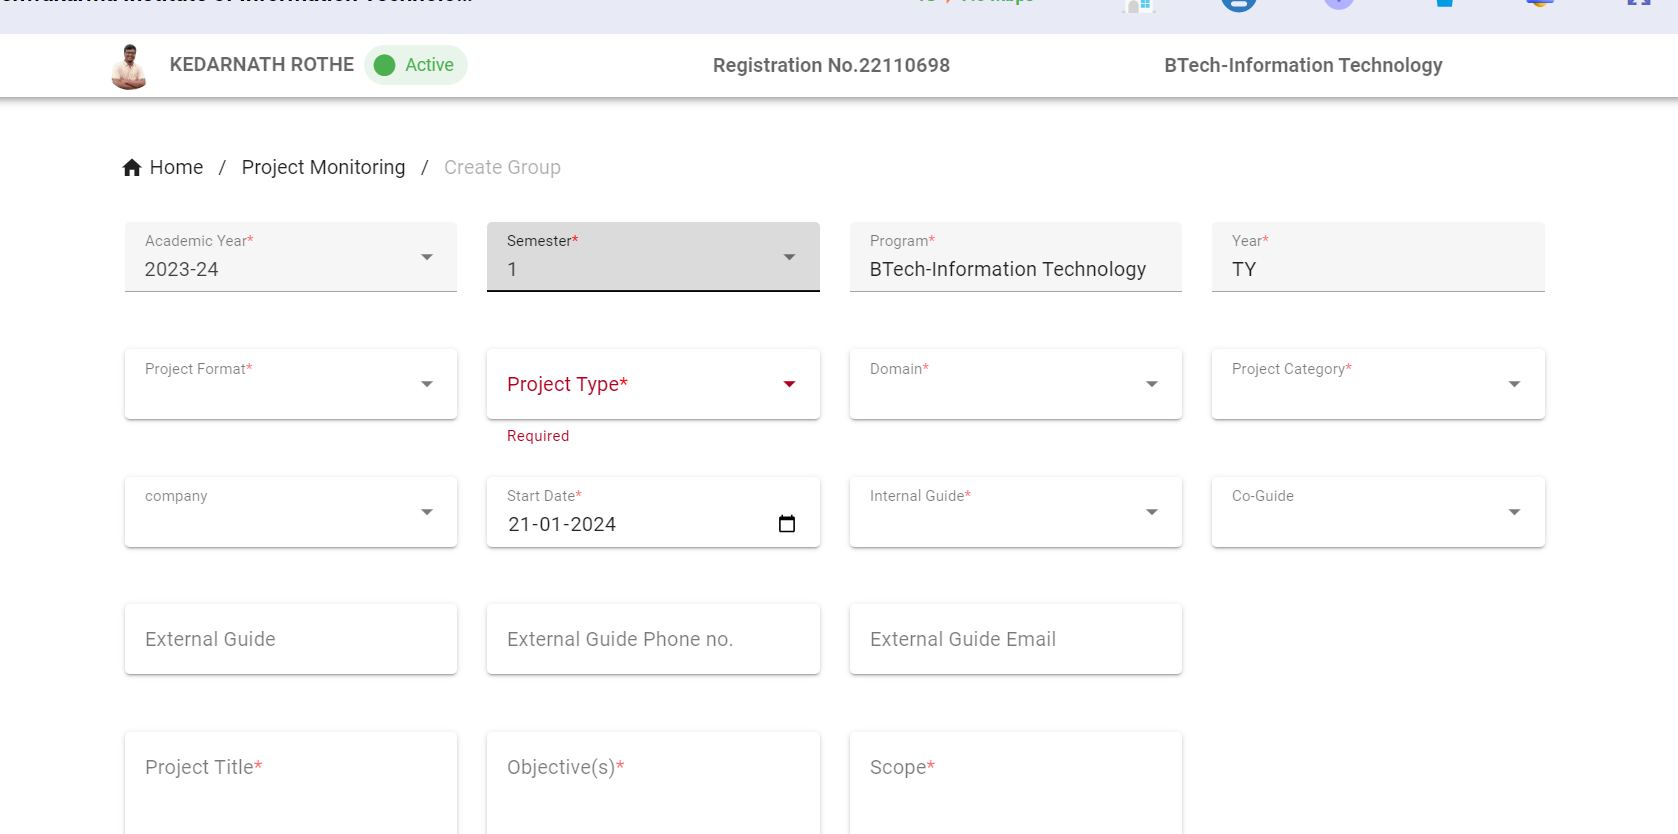 KEDARNATH ROTHE
Active
Registration No.22110698
BTech-Information Technology
Home / Project Monitoring / Create Group
Academic Year*
2023-24
Semester*
1
Program*
BTech-Information Technology
Year*
TY
Project Format*
Project Type*
Required
Domain*
Project Category*
company
Start Date*
21-01-2024
Internal Guide*
Co-Guide
External Guide
External Guide Phone no.
External Guide Email
Project Title*
Objective(s)*
Scope*